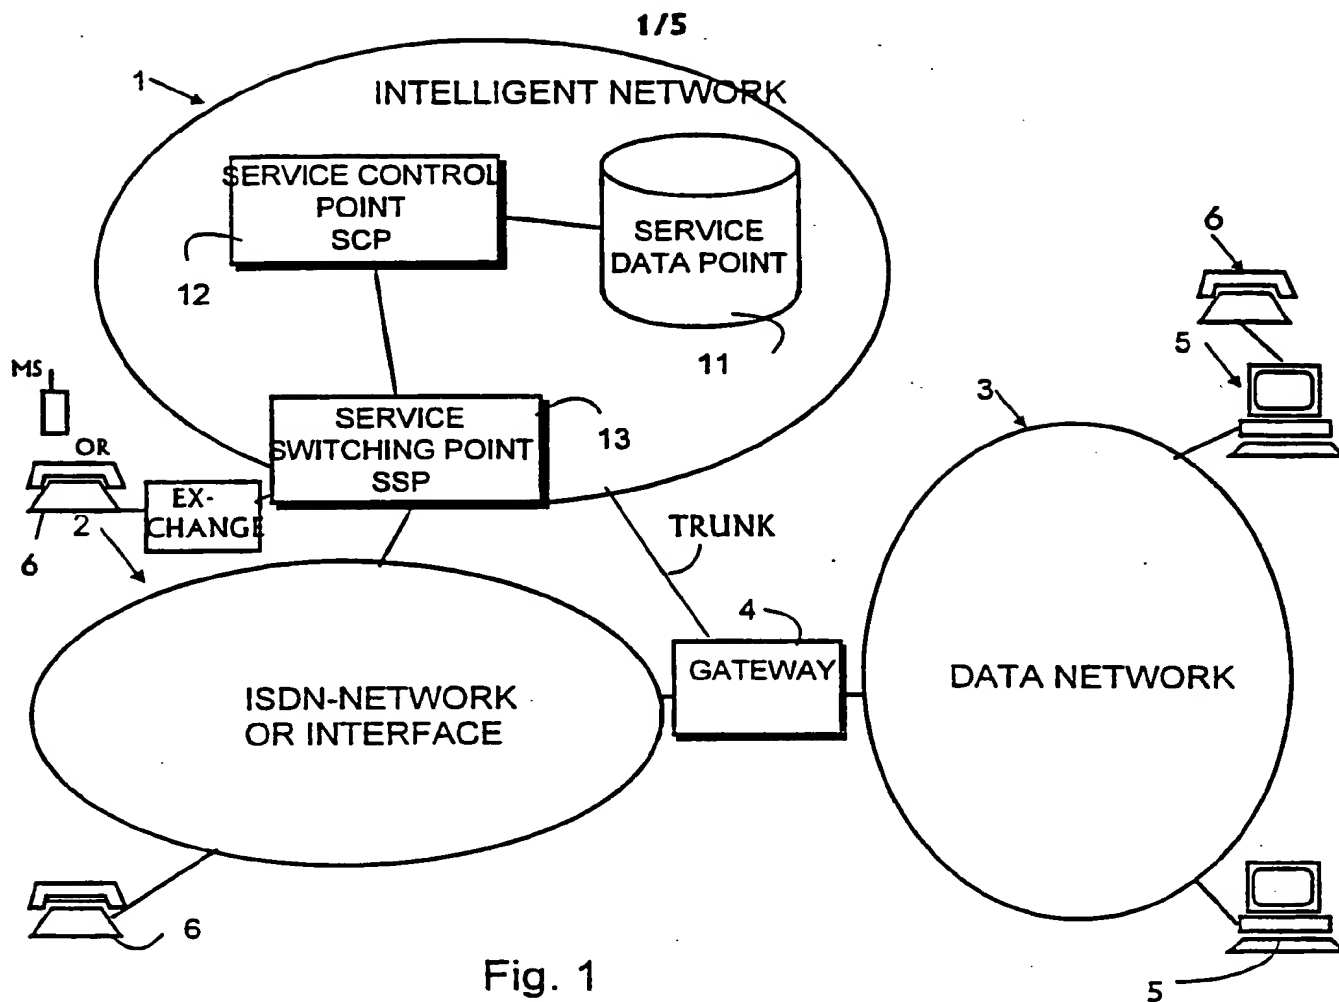 1/5
1
INTELLIGENT NETWORK
SERVICE CONTROL
POINT
SCP
SERVICE
DATA POINT
12
11
6
5
MS
OR
SERVICE
SWITCHING POINT
SSP
13
3
EX-
CHANGE
2
6
TRUNK
4
GATEWAY
DATA NETWORK
ISDN-NETWORK
OR INTERFACE
6
5
Fig. 1